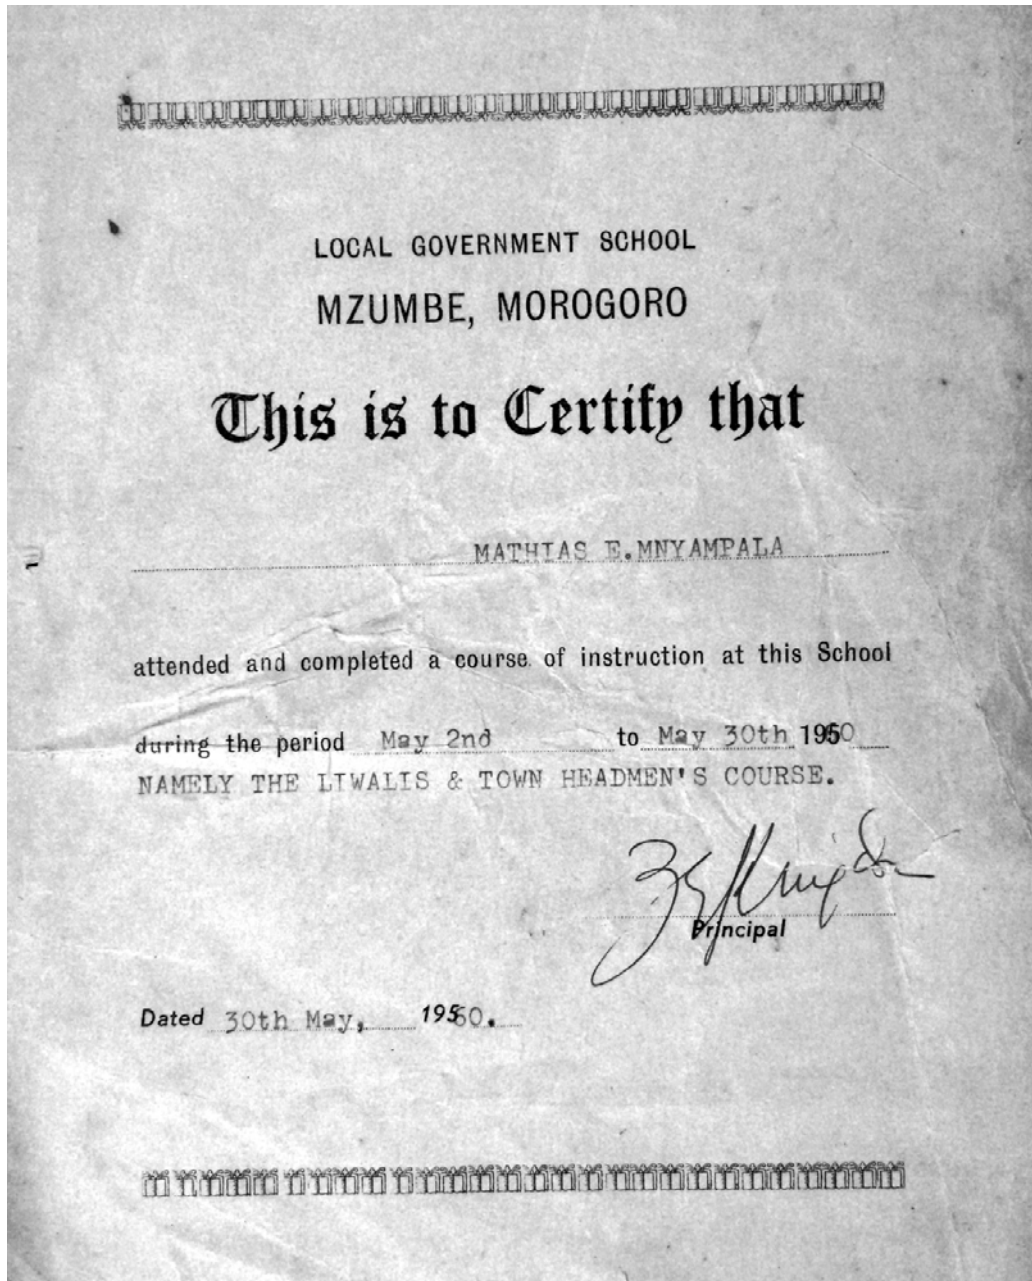 LOCAL GOVERNMENT SCHOOL
MZUMBE, MOROGORO
This is to Certify that
MATHIAS E.MNYAMPALA
attended and completed a course of instruction at this School
during the period May 2nd to May 30th 1960
NAMELY THE LIWALIS & TOWN HEADMEN'S COURSE.
Principal
Dated 30th May, 1960.